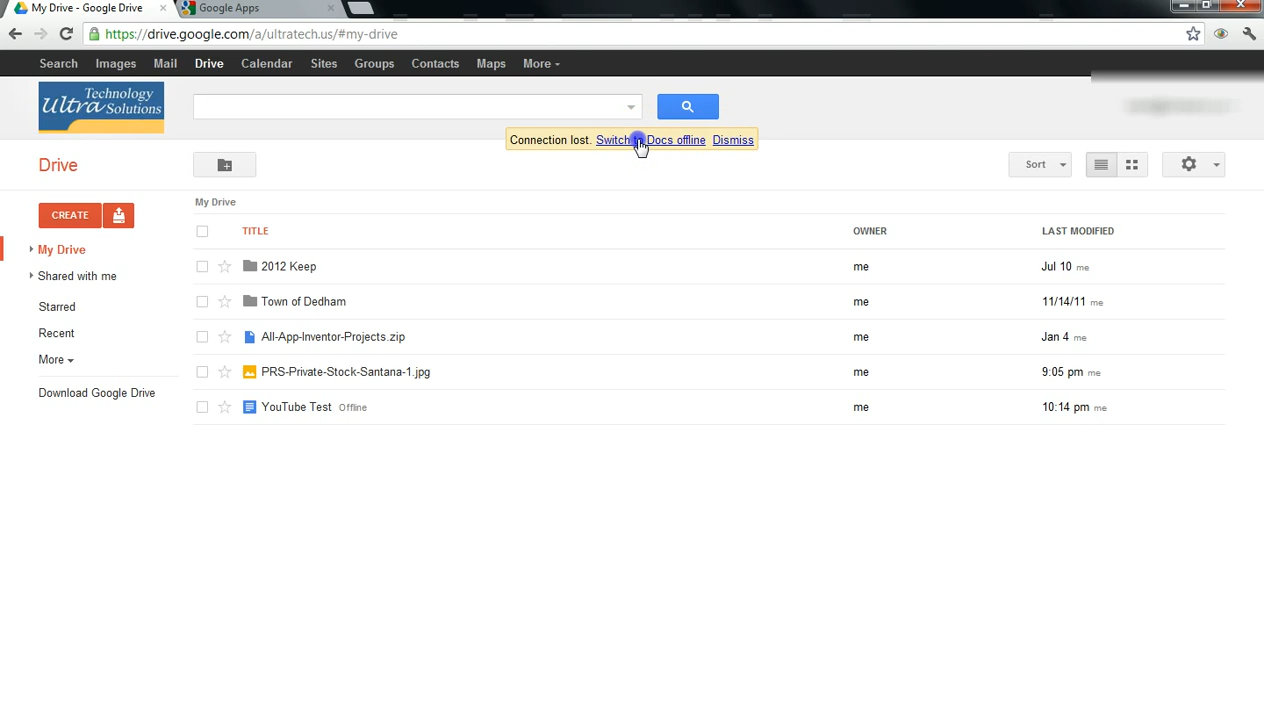 My Drive - Google Drive × Google Apps ×
https://drive.google.com/a/ultratech.us/#my-drive
Search Images Mail Drive Calendar Sites Groups Contacts Maps More
Technology
Ultra Solutions
Connection lost. Switch to Docs offline Dismiss
Drive Sort
My Drive
CREATE
TITLE OWNER LAST MODIFIED
My Drive
2012 Keep me Jul 10 me
Shared with me
Town of Dedham me 11/14/11 me
Starred
Recent
All-App-Inventor-Projects.zip me Jan 4 me
More
PRS-Private-Stock-Santana-1.jpg me 9:05 pm me
Download Google Drive
YouTube Test Offline me 10:14 pm me